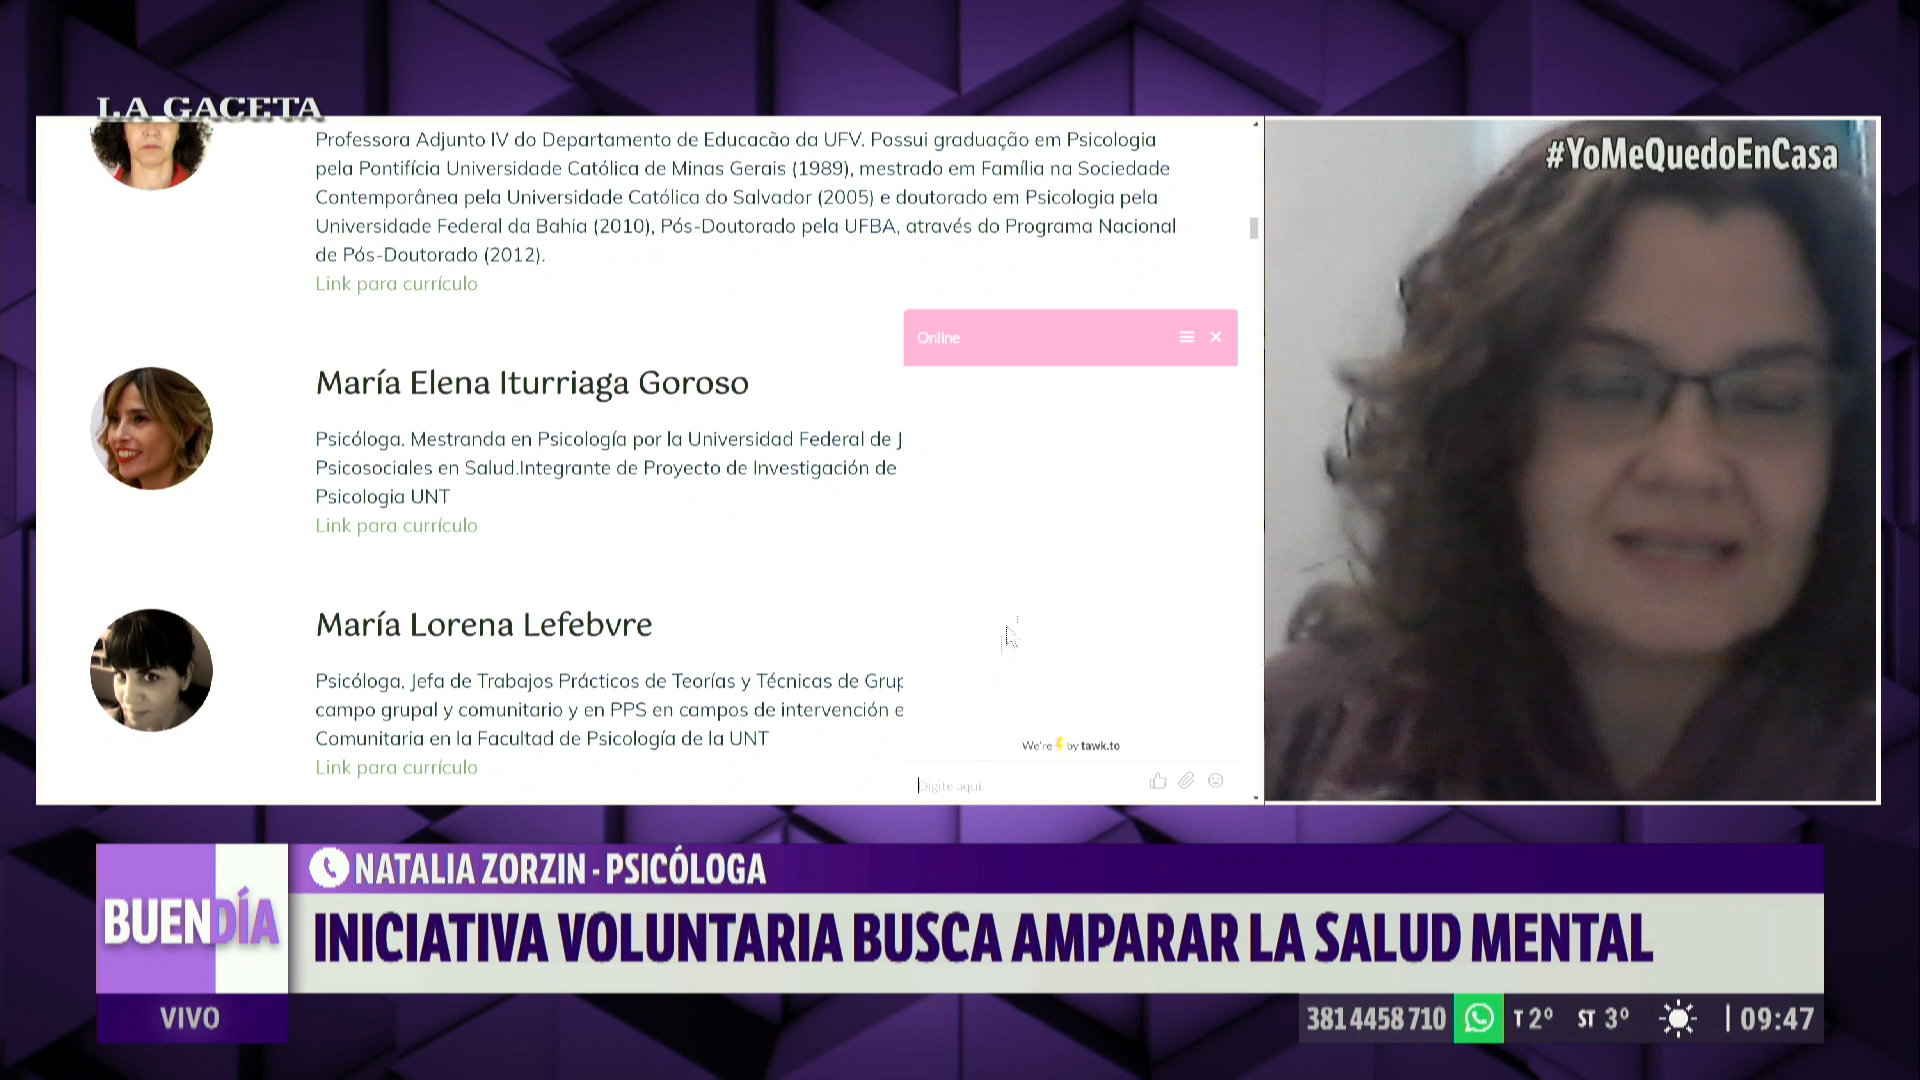 LA GACETA
#YoMeQuedoEnCasa
Professora Adjunto IV do Departamento de Educacão da UFV. Possui graduação em Psicologia
pela Pontifícia Universidade Católica de Minas Gerais (1989), mestrado em Família na Sociedade
Contemporânea pela Universidade Católica do Salvador (2005) e doutorado em Psicologia pela
Universidade Federal da Bahia (2010), Pós-Doutorado pela UFBA, através do Programa Nacional
de Pós-Doutorado (2012).
Link para currículo
María Elena Iturriaga Goroso
Psicóloga. Mestranda en Psicología por la Universidad Federal de J
Psicosociales en Salud.Integrante de Proyecto de Investigación de
Psicologia UNT
Link para currículo
María Lorena Lefebvre
Psicóloga, Jefa de Trabajos Prácticos de Teorías y Técnicas de Grup
campo grupal y comunitario y en PPS en campos de intervención e
Comunitaria en la Facultad de Psicología de la UNT
Link para currículo
Online
We're by tawk.to
Digite aqui
NATALIA ZORZIN - PSICÓLOGA
BUENDÍA
INICIATIVA VOLUNTARIA BUSCA AMPARAR LA SALUD MENTAL
VIVO
3814458710 T 2° ST 3° | 09:47